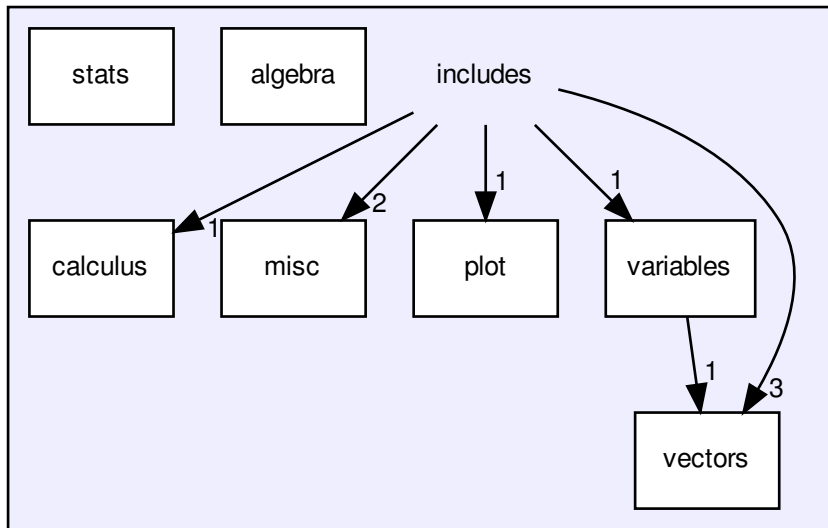 stats
algebra
includes
calculus
misc
plot
variables
vectors
1
2
1
1
1
3